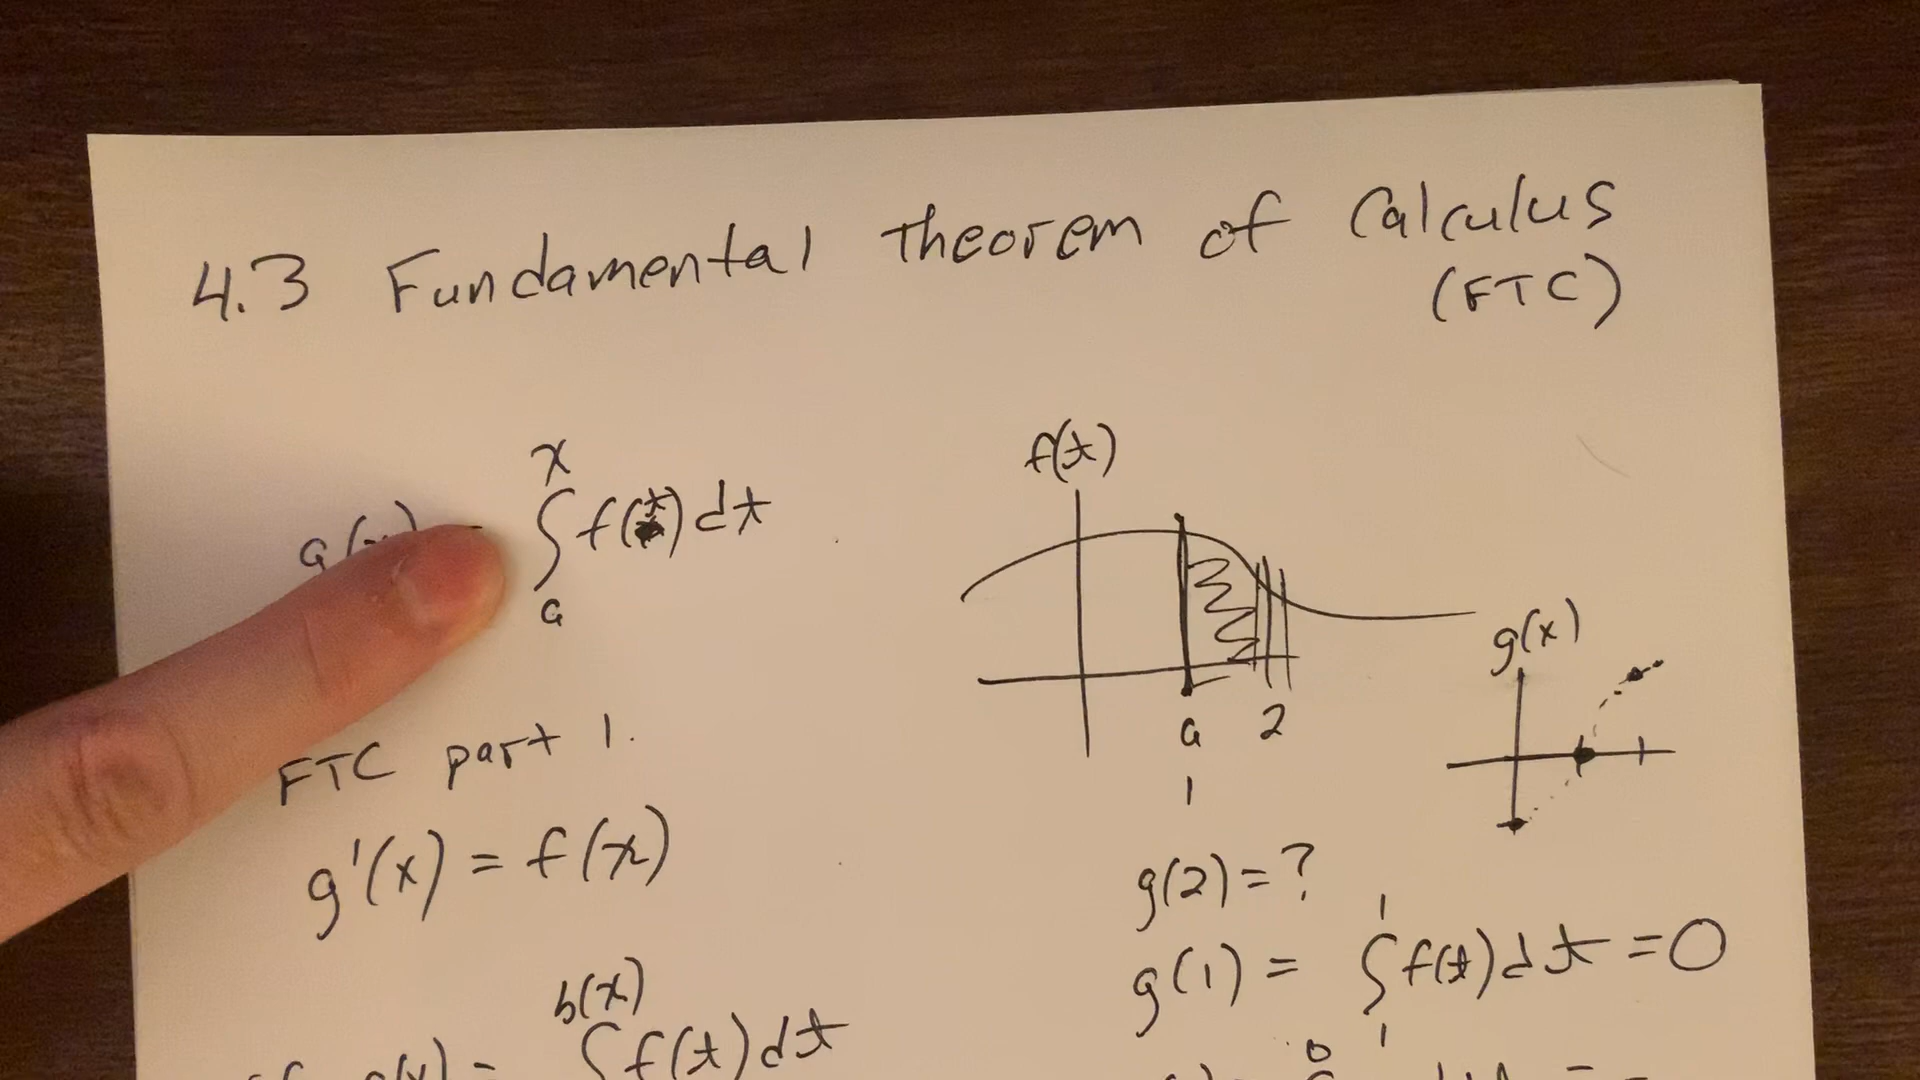 4.3 Fundamental Theorem of Calculus
(FTC)
x
∫ f(t) dt
a
FTC part 1.
g'(x) = f(x)
b(x)
∫ f(t) dt
f(t)
a 2
1
g(x)
g(2) = ?
1
g(1) = ∫ f(t) dt = 0
1
0